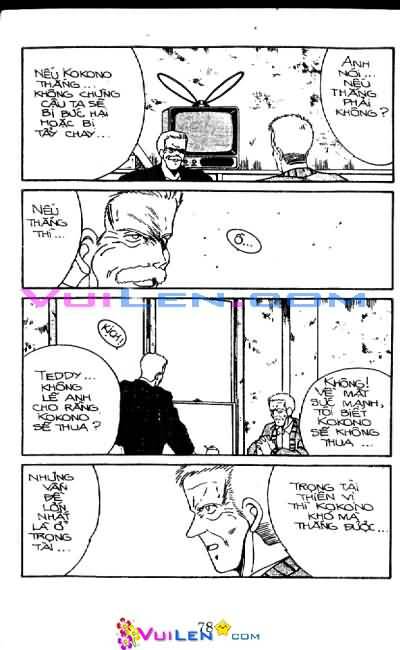 ANH
NÓI...
NẾU
THẮNG
PHẢI
KHÔNG?
NẾU KOKONO
THẮNG...
KHÔNG CHỪNG
CẬU TA SẼ
BỊ BỨC HẠI
HOẶC BỊ
TẨY CHAY...
NẾU
THẮNG
THÌ...
Ồ...
VUILEN.COM
KỊCH!
TEDDY...
KHÔNG
LẼ ANH
CHO RẰNG
KOKONO
SẼ THUA?
KHÔNG!
VỀ MẶT
SỨC MẠNH,
TÔI BIẾT
KOKONO
SẼ KHÔNG
THUA...
NHƯNG
VẤN
ĐỀ
LỚN
NHẤT
LÀ Ở
TRỌNG
TÀI...
TRỌNG TÀI
THIÊN VỊ
THÌ KOKONO
KHÓ MÀ
THẮNG ĐƯỢC...
78
VUILEN.COM